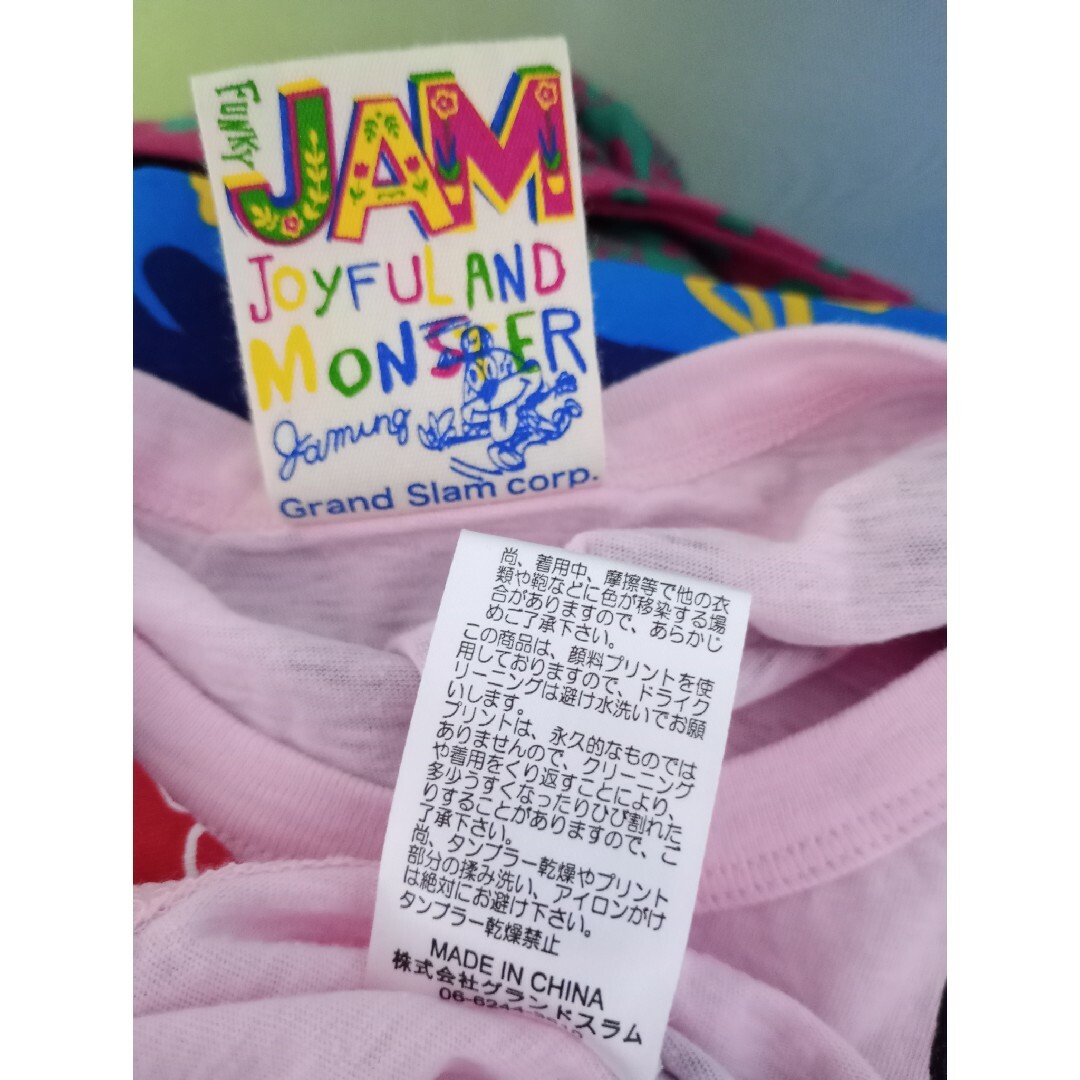 FUNKY
JAM
JOYFUL AND
MONSTER
Jaming
Grand Slam corp.
尚、着用中、摩擦等で他の衣
類や鞄などに色が移染する場
合がありますので、あらかじ
めご了承下さい。
この商品は、顔料プリントを使
用しておりますので、ドライク
リーニングは避け水洗いでお願
いします。
プリントは、永久的なものでは
ありませんので、クリーニング
や着用をくり返すことにより、
多少うすくなったりひび割れた
りすることがありますので、ご
了承下さい。
尚、タンブラー乾燥やプリント
部分の揉み洗い、アイロンがけ
は絶対にお避け下さい。
タンブラー乾燥禁止
MADE IN CHINA
株式会社グランドスラム